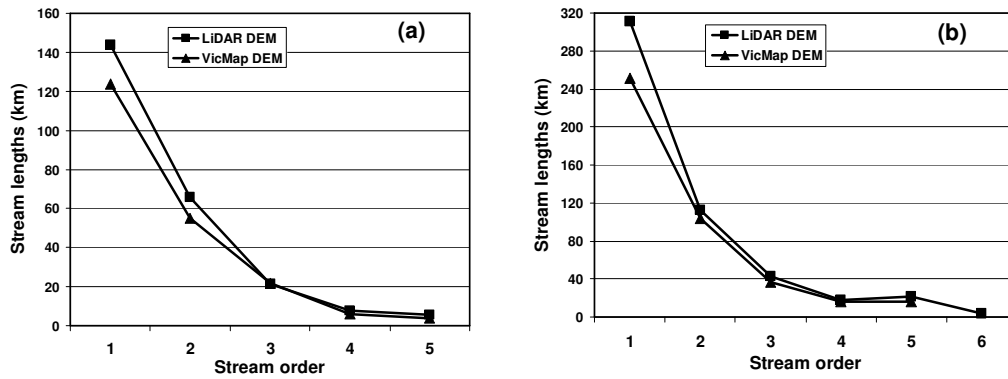 (a)
LiDAR DEM
VicMap DEM
Stream lengths (km)
160
140
120
100
80
60
40
20
0
1 2 3 4 5
Stream order
(b)
LiDAR DEM
VicMap DEM
Stream lengths (km)
320
280
240
200
160
120
80
40
0
1 2 3 4 5 6
Stream order